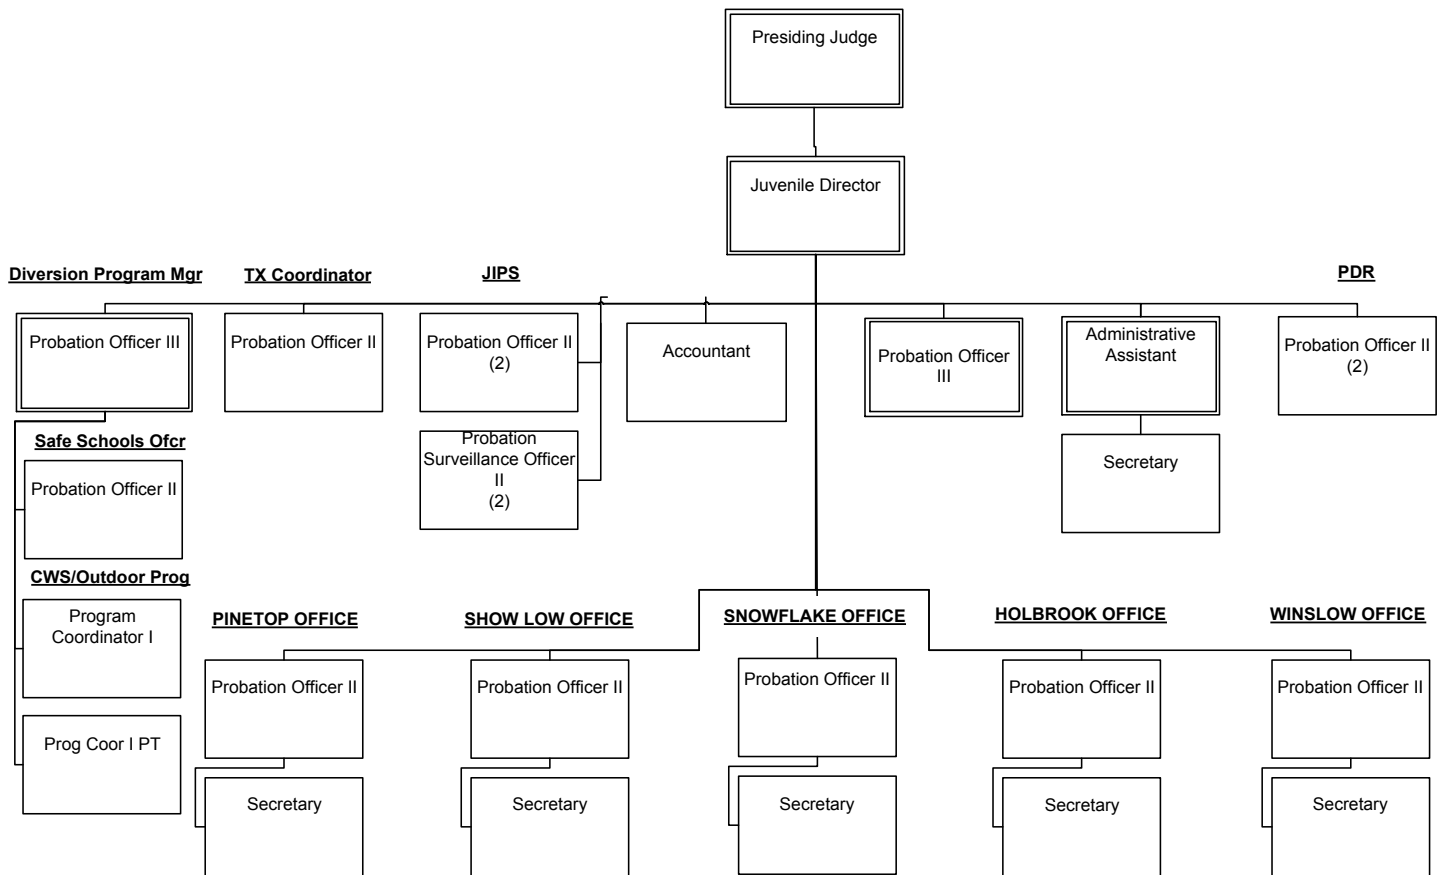 Presiding Judge
Juvenile Director
Diversion Program Mgr
TX Coordinator
JIPS
PDR
Probation Officer III
Probation Officer II
Probation Officer II
(2)
Accountant
Probation Officer
III
Administrative
Assistant
Probation Officer II
(2)
Safe Schools Ofcr
Probation Officer II
Probation
Surveillance Officer
II
(2)
Secretary
CWS/Outdoor Prog
Program
Coordinator I
Prog Coor I PT
PINETOP OFFICE
SHOW LOW OFFICE
SNOWFLAKE OFFICE
HOLBROOK OFFICE
WINSLOW OFFICE
Probation Officer II
Probation Officer II
Probation Officer II
Probation Officer II
Probation Officer II
Secretary
Secretary
Secretary
Secretary
Secretary